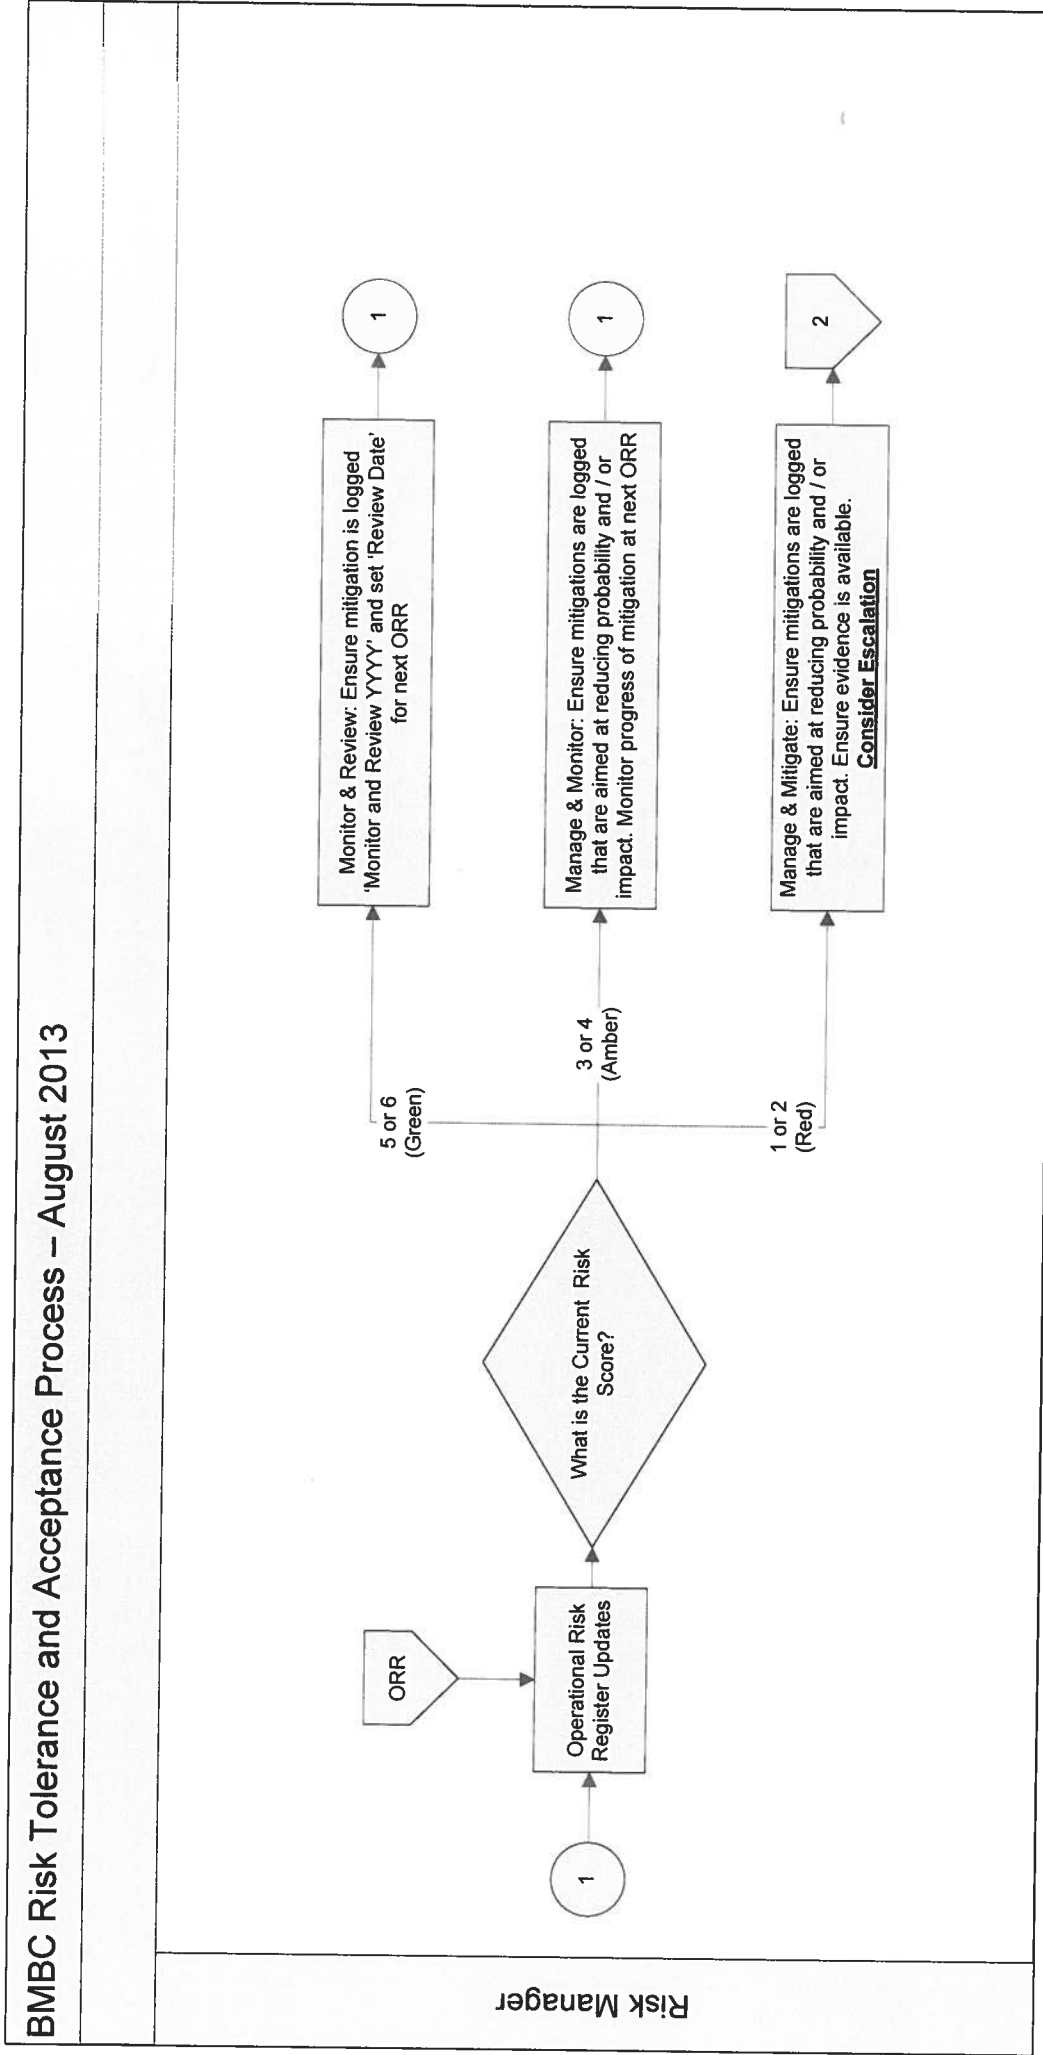 BMBC Risk Tolerance and Acceptance Process – August 2013
Risk Manager
1
ORR
Operational Risk
Register Updates
What is the Current Risk
Score?
5 or 6
(Green)
3 or 4
(Amber)
1 or 2
(Red)
Monitor & Review: Ensure mitigation is logged
'Monitor and Review YYYY' and set 'Review Date'
for next ORR
1
Manage & Monitor: Ensure mitigations are logged
that are aimed at reducing probability and / or
impact. Monitor progress of mitigation at next ORR
1
Manage & Mitigate: Ensure mitigations are logged
that are aimed at reducing probability and / or
impact. Ensure evidence is available.
Consider Escalation
2